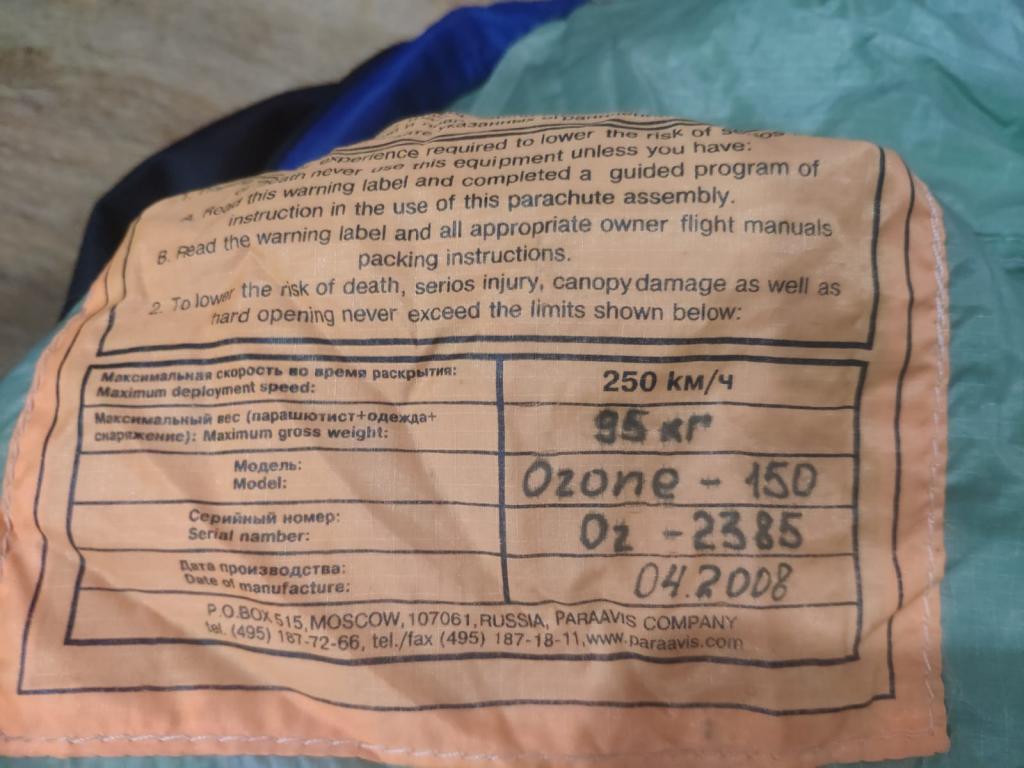 указанных
experience required to lower the risk of
death never use this equipment unless you have:
A. Read this warning label and completed a guided program of
instruction in the use of this parachute assembly.
B. Read the warning label and all appropriate owner flight manuals
packing instructions.
2. To lower the risk of death, serios injury, canopy damage as well as
hard opening never exceed the limits shown below:
Максимальная скорость во время раскрытия:
Maximum deployment speed:
250 км/ч
Максимальный вес (парашютист+одежда+
снаряжение): Maximum gross weight:
95 кг
Модель:
Model:
Ozone - 150
Серийный номер:
Serial namber:
Oz - 2385
Дата производства:
Date of manufacture:
04.2008
P.O.BOX 515, MOSCOW, 107061, RUSSIA, PARAAVIS COMPANY
tel. (495) 187-72-66, tel./fax (495) 187-18-11, www.paraavis.com